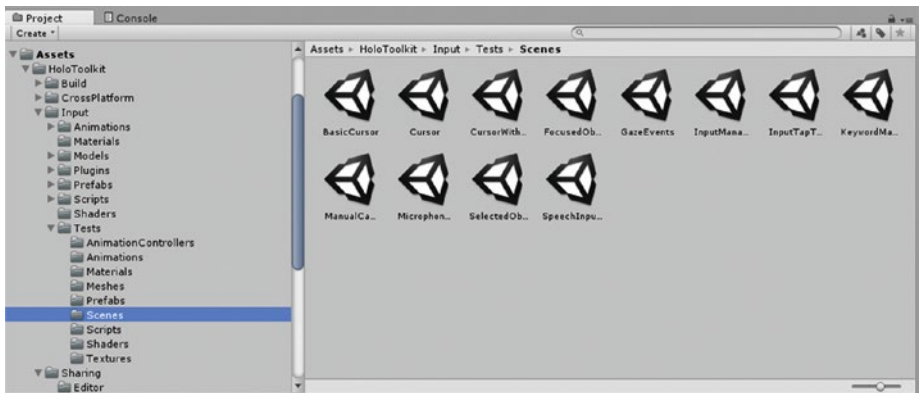 Project
Console
Create
Assets
HoloToolkit
Build
CrossPlatform
Input
Animations
Materials
Models
Plugins
Prefabs
Scripts
Shaders
Tests
AnimationControllers
Animations
Materials
Meshes
Prefabs
Scenes
Scripts
Shaders
Textures
Sharing
Editor
Assets ▸ HoloToolkit ▸ Input ▸ Tests ▸ Scenes
BasicCursor Cursor CursorWith... FocusedOb... GazeEvents InputMana... InputTapT... KeywordMa...
ManualCa... Microphon... SelectedOb... SpeechInpu...